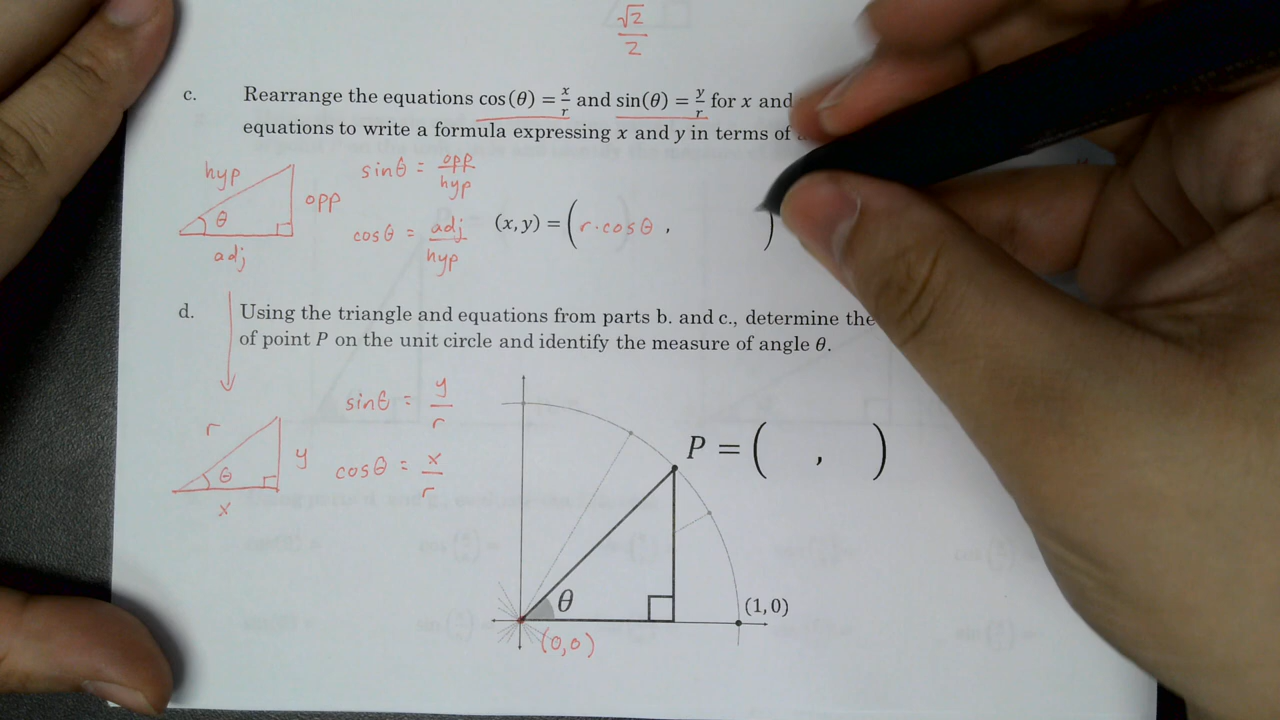 √2
2
c. Rearrange the equations cos(θ) = x/r and sin(θ) = y/r for x and
equations to write a formula expressing x and y in terms of
hyp
opp
θ
adj
sinθ = opp/hyp
cosθ = adj/hyp
(x, y) = (r·cosθ , )
d. Using the triangle and equations from parts b. and c., determine the
of point P on the unit circle and identify the measure of angle θ.
r
y
θ
x
sinθ = y/r
cosθ = x/r
P = ( , )
θ
(1, 0)
(0,0)